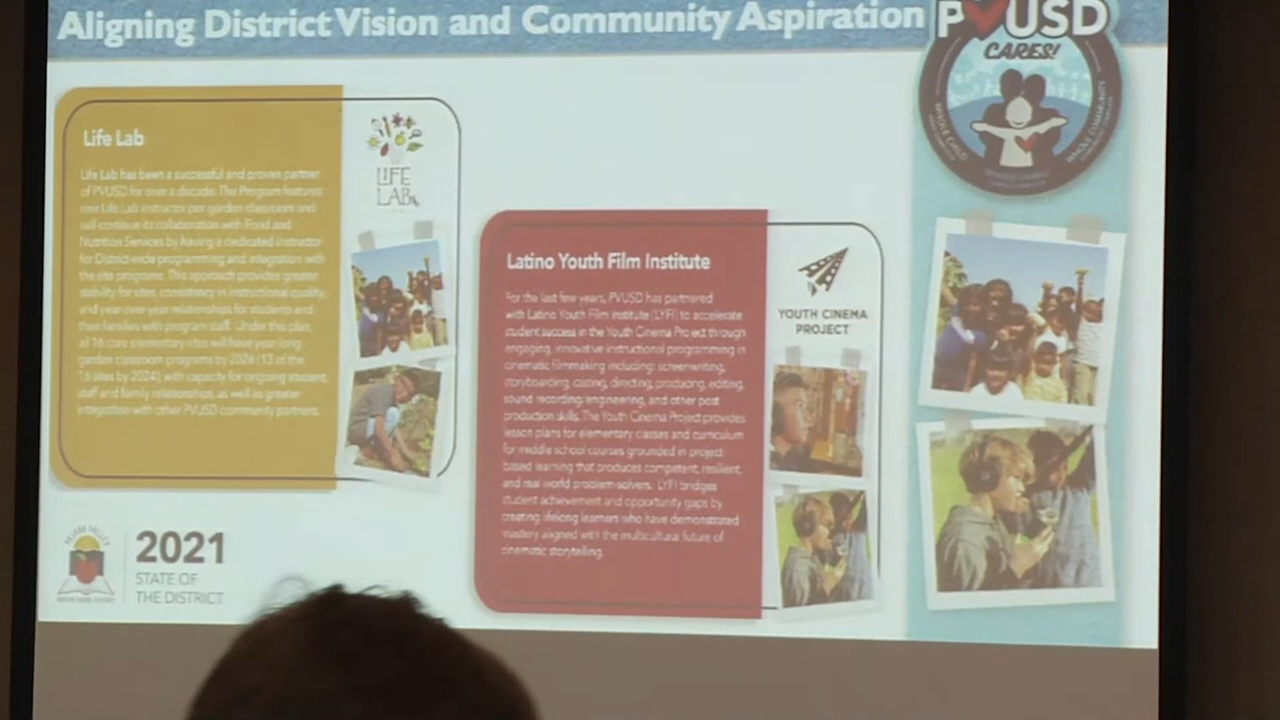 Aligning District Vision and Community Aspiration
PVUSD
CARES!
WHOLE CHILD
WHOLE FAMILY
WHOLE COMMUNITY
Life Lab
Life Lab has been a successful and proven partner
of PVUSD for over a decade. The Program features
one Life Lab instructor per garden classroom and
will continue its collaboration with Food and
Nutrition Services by having a dedicated instructor
for District-wide programming and integration with
the site programs. This approach provides greater
stability for sites, consistency in instructional quality,
and year-over-year relationships for students and
their families with program staff. Under this plan,
all 16 core elementary sites will have year-long
garden classroom programs by 2026 (13 of the
16 sites by 2024), with capacity for ongoing student,
staff and family relationships, as well as greater
integration with other PVUSD community partners.
LIFE
LAB
Latino Youth Film Institute
For the last few years, PVUSD has partnered
with Latino Youth Film Institute (LYFI) to accelerate
student success in the Youth Cinema Project through
engaging, innovative instructional programming in
cinematic filmmaking including: screenwriting,
storyboarding, casting, directing, producing, editing,
sound recording/engineering, and other post
production skills. The Youth Cinema Project provides
lesson plans for elementary classes and curriculum
for middle school courses grounded in project-
based learning that produces competent, resilient,
and real world problem-solvers. LYFI bridges
student achievement and opportunity gaps by
creating lifelong learners who have demonstrated
mastery aligned with the multicultural future of
cinematic storytelling.
YOUTH CINEMA
PROJECT
2021
STATE OF
THE DISTRICT